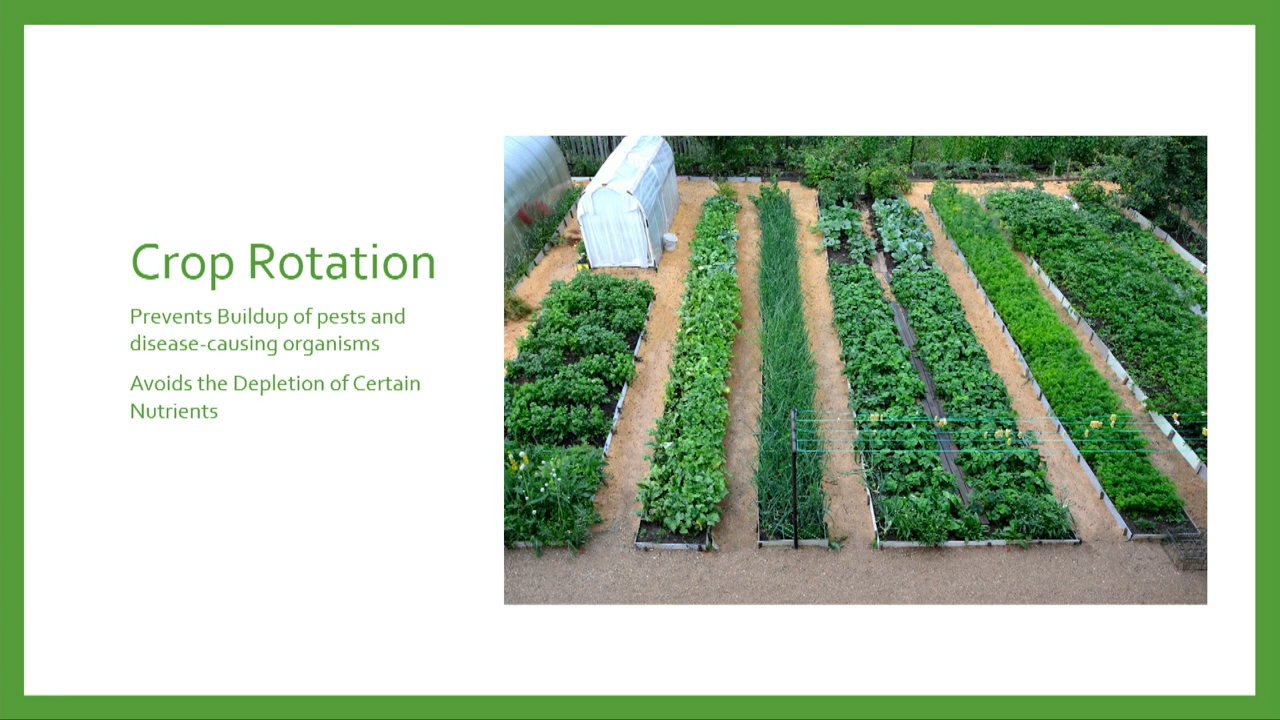 Crop Rotation
Prevents Buildup of pests and
disease-causing organisms
Avoids the Depletion of Certain
Nutrients